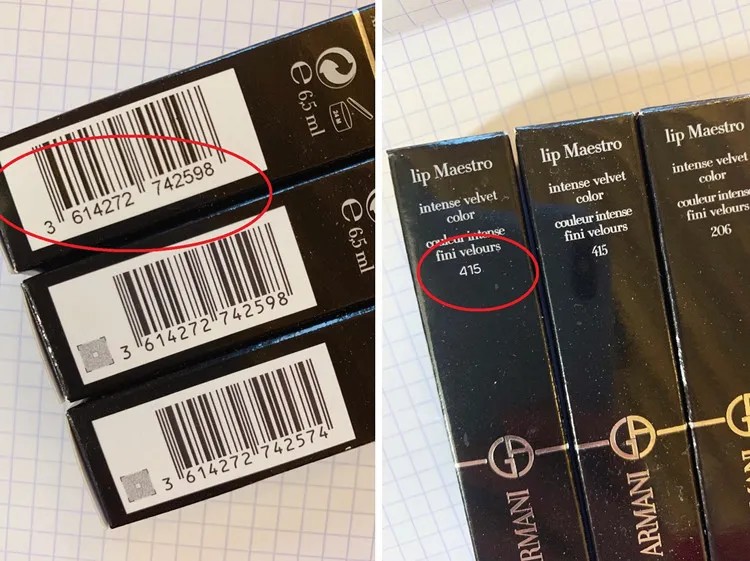 ℮ 6,5 ml
24 M
3 614272 742598
℮ 6,5 ml
3 614272 742598
3 614272 742574
lip Maestro
intense velvet
color
couleur intense
fini velours
415
ARMANI
lip Maestro
intense velvet
color
couleur intense
fini velours
415
ARMANI
lip Maestro
intense velvet
color
couleur intense
fini velours
206